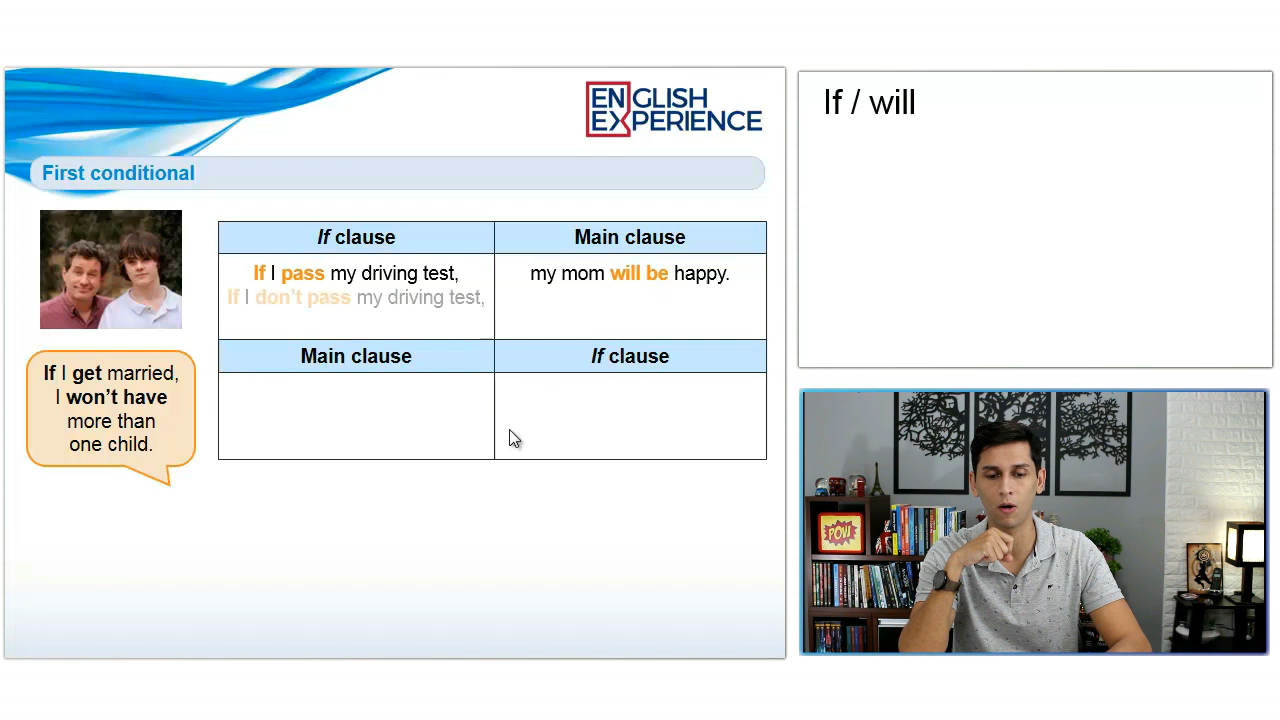 ENGLISH
EXPERIENCE
First conditional
If clause
Main clause
If I pass my driving test,
my mom will be happy.
If I don't pass my driving test,
Main clause
If clause
If I get married,
I won't have
more than
one child.
If / will
POW